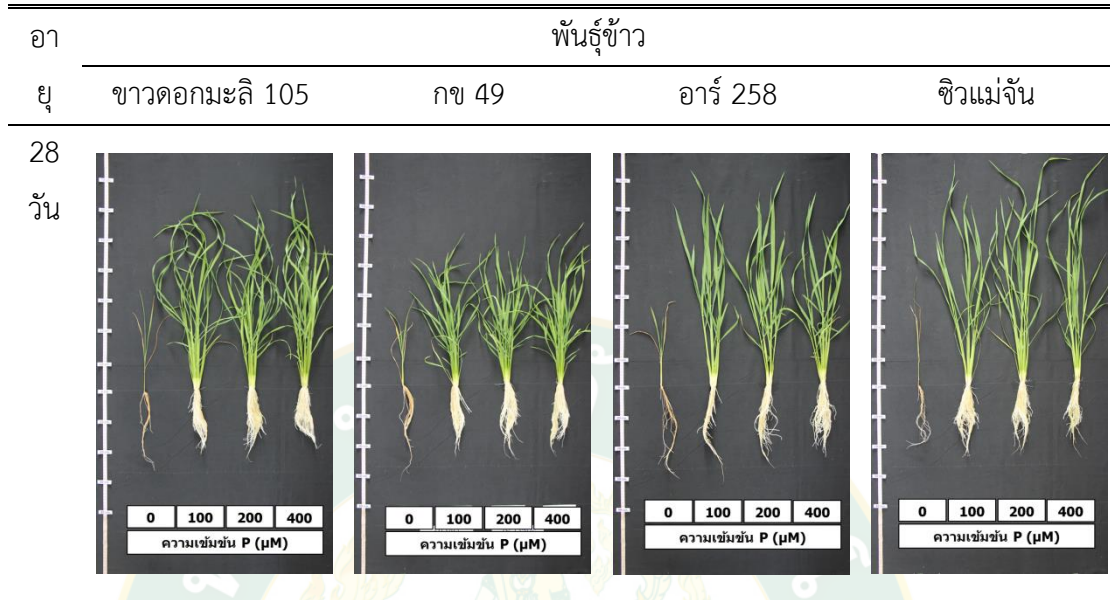 อา
ยุ
พันธุ์ข้าว
ขาวดอกมะลิ 105 กข 49 อาร์ 258 ซิวแม่จัน
28
วัน
0 100 200 400
ความเข้มข้น P (μM)
0 100 200 400
ความเข้มข้น P (μM)
0 100 200 400
ความเข้มข้น P (μM)
0 100 200 400
ความเข้มข้น P (μM)